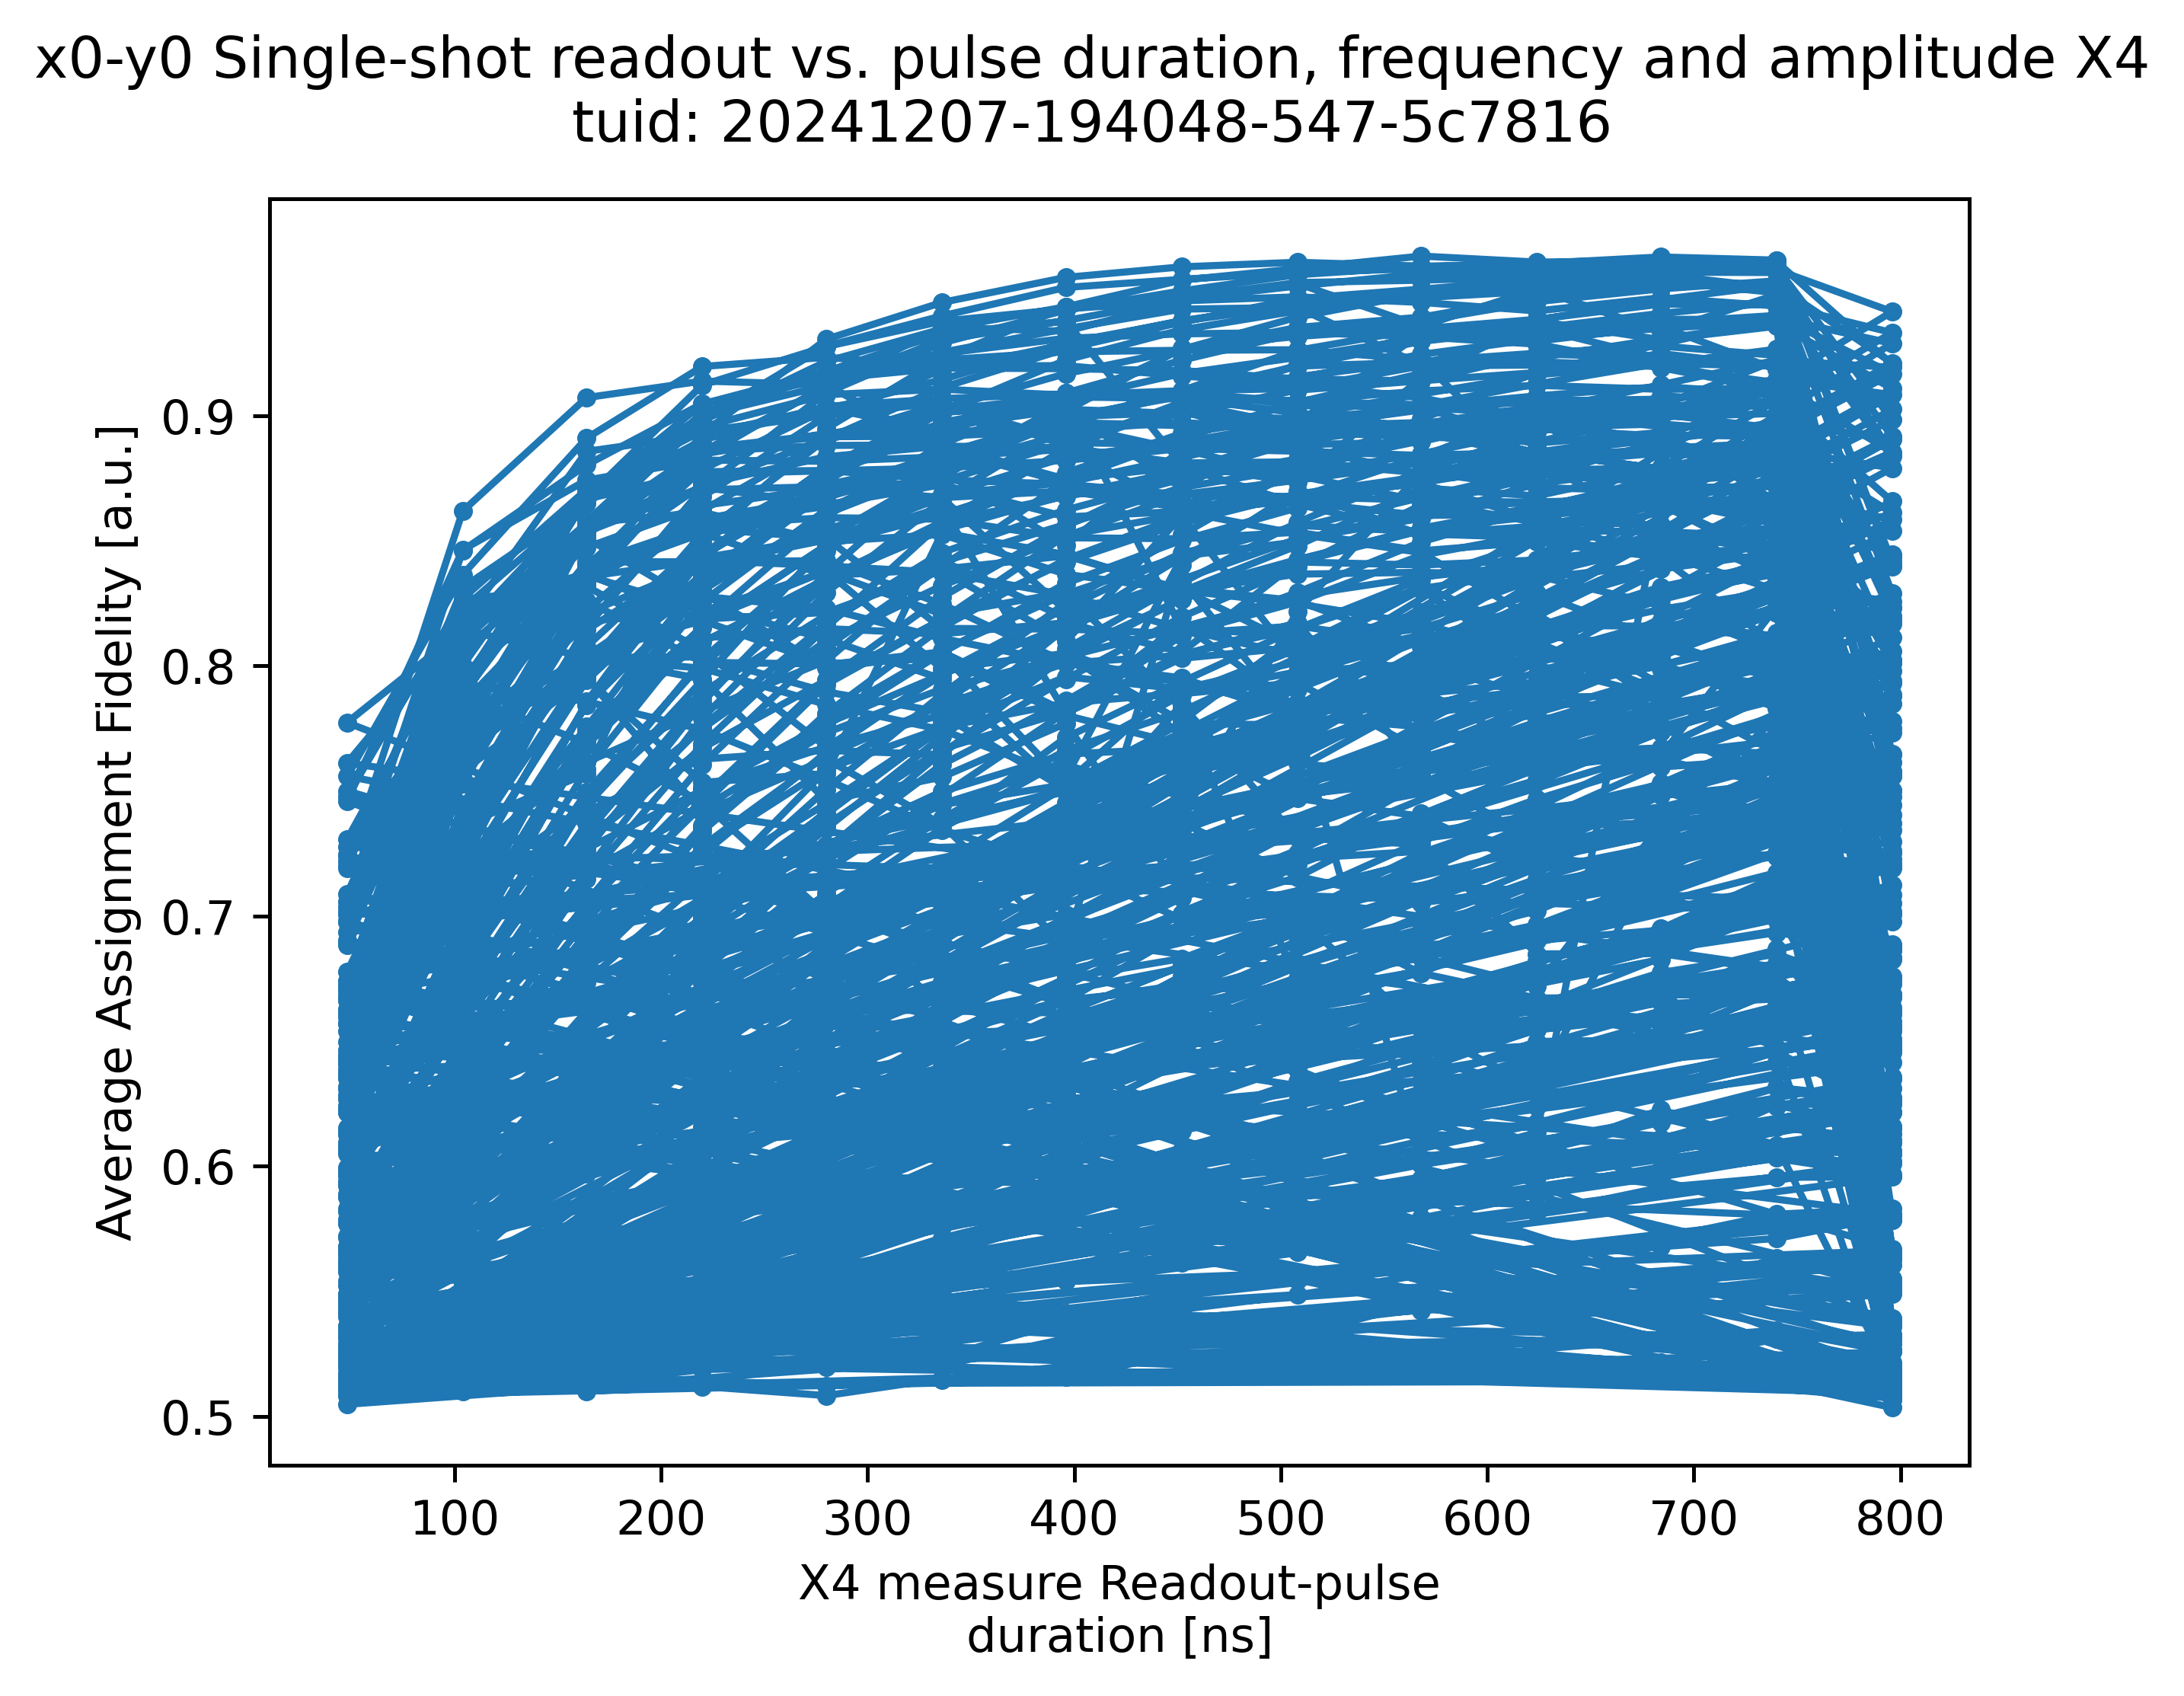 x0-y0 Single-shot readout vs. pulse duration, frequency and amplitude X4
tuid: 20241207-194048-547-5c7816
Average Assignment Fidelity [a.u.]
0.9
0.8
0.7
0.6
0.5
100 200 300 400 500 600 700 800
X4 measure Readout-pulse
duration [ns]